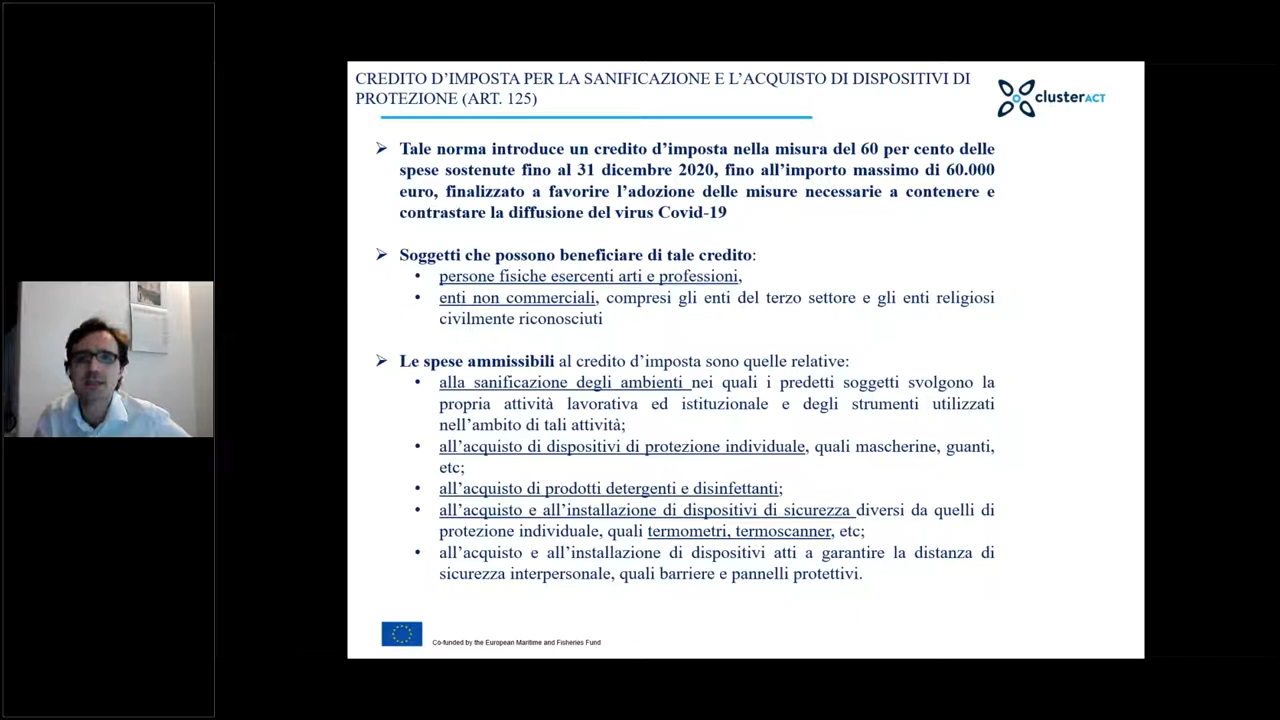 CREDITO D’IMPOSTA PER LA SANIFICAZIONE E L’ACQUISTO DI DISPOSITIVI DI
PROTEZIONE (ART. 125)
clusterACT
➢ Tale norma introduce un credito d’imposta nella misura del 60 per cento delle
spese sostenute fino al 31 dicembre 2020, fino all’importo massimo di 60.000
euro, finalizzato a favorire l’adozione delle misure necessarie a contenere e
contrastare la diffusione del virus Covid-19
➢ Soggetti che possono beneficiare di tale credito:
• persone fisiche esercenti arti e professioni,
• enti non commerciali, compresi gli enti del terzo settore e gli enti religiosi
civilmente riconosciuti
➢ Le spese ammissibili al credito d’imposta sono quelle relative:
• alla sanificazione degli ambienti nei quali i predetti soggetti svolgono la
propria attività lavorativa ed istituzionale e degli strumenti utilizzati
nell’ambito di tali attività;
• all’acquisto di dispositivi di protezione individuale, quali mascherine, guanti,
etc;
• all’acquisto di prodotti detergenti e disinfettanti;
• all’acquisto e all’installazione di dispositivi di sicurezza diversi da quelli di
protezione individuale, quali termometri, termoscanner, etc;
• all’acquisto e all’installazione di dispositivi atti a garantire la distanza di
sicurezza interpersonale, quali barriere e pannelli protettivi.
Co-funded by the European Maritime and Fisheries Fund